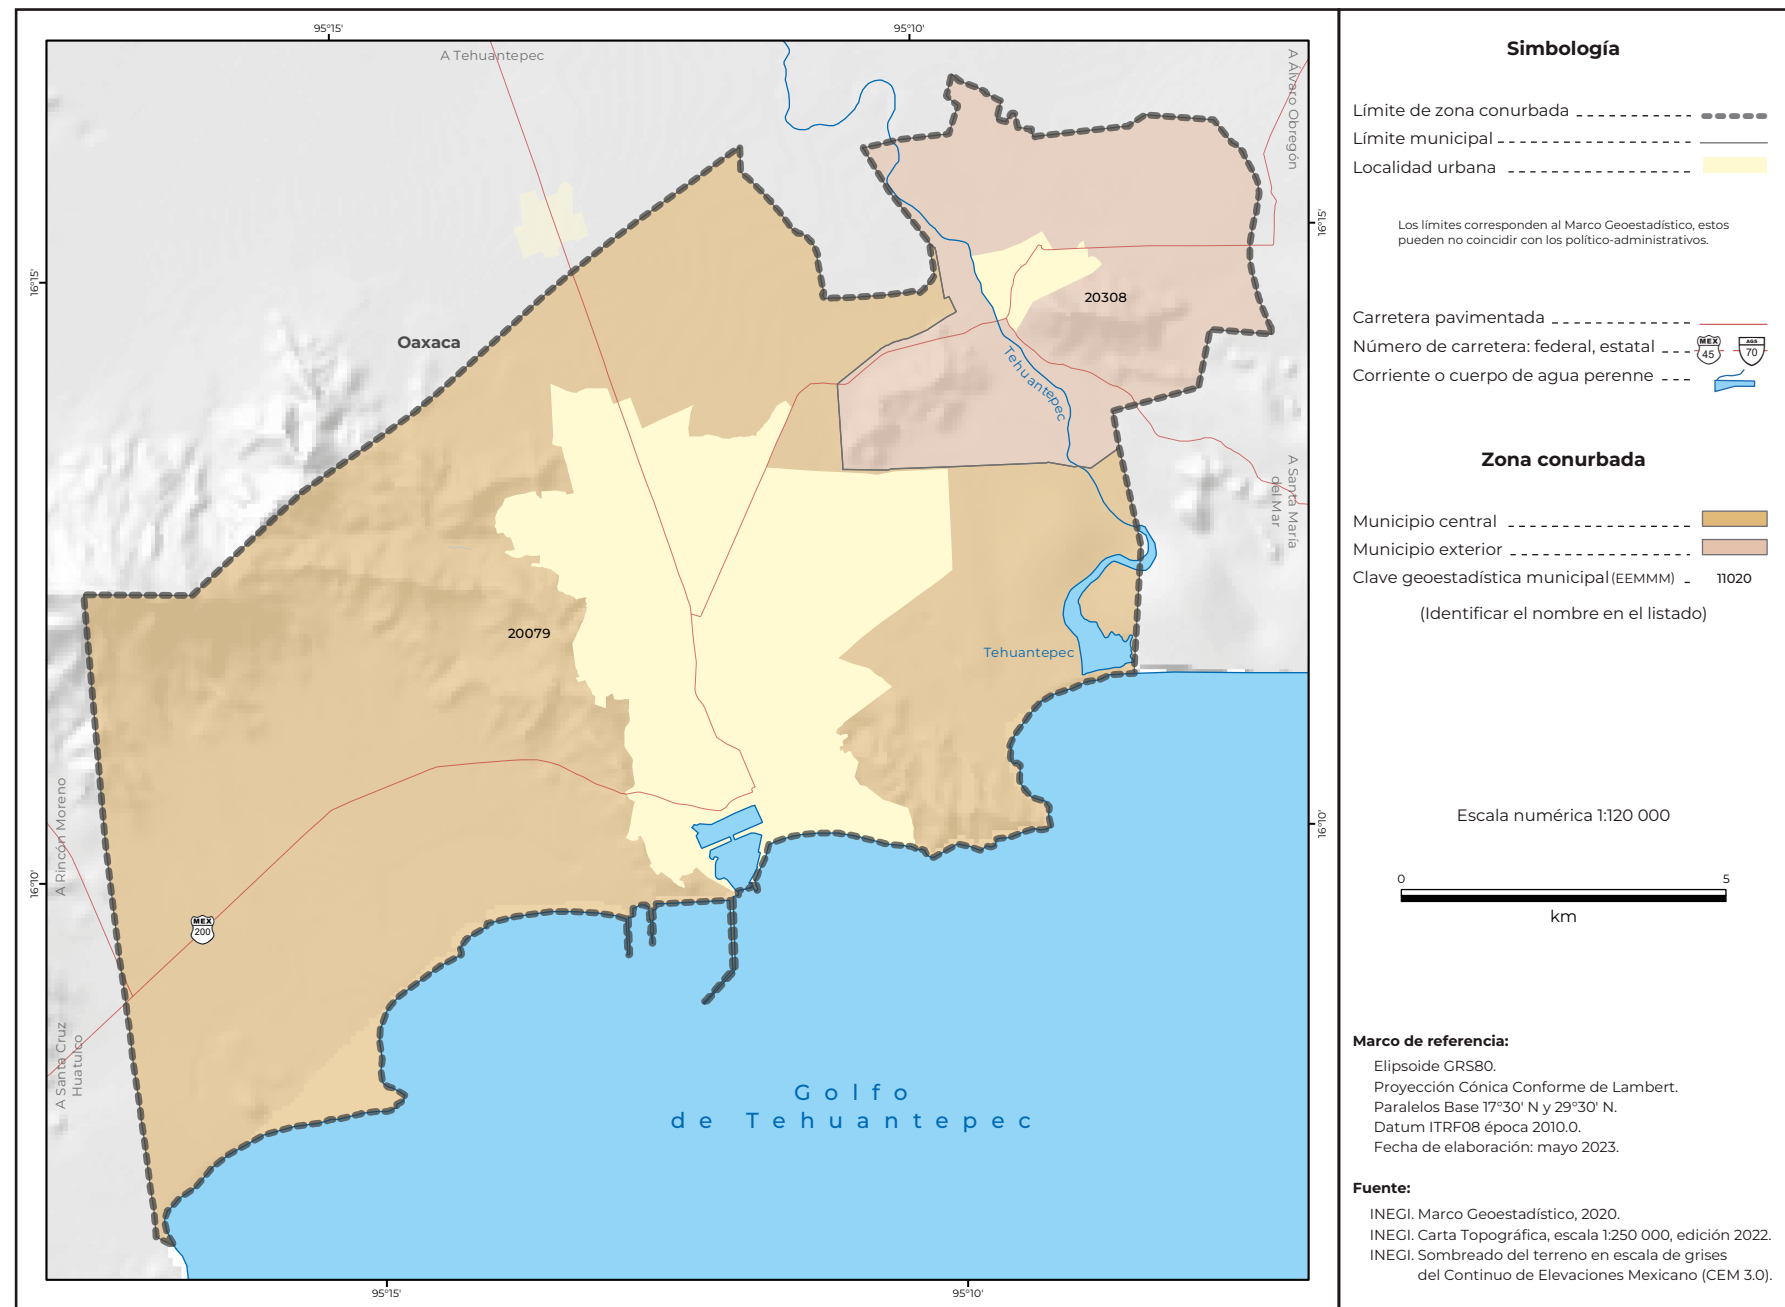 95°15'
95°10'
A Tehuantepec
A Álvaro Obregón
16°15'
16°15'
20308
Oaxaca
Tehuantepec
A Santa María
del Mar
20079
Tehuantepec
A Rincón Moreno
16°10'
16°10'
MEX
200
A Santa Cruz
Huatulco
Golfo
de Tehuantepec
95°15'
95°10'
Simbología
Límite de zona conurbada
Límite municipal
Localidad urbana
Los límites corresponden al Marco Geoestadístico, estos
pueden no coincidir con los político-administrativos.
Carretera pavimentada
Número de carretera: federal, estatal MEX 45 AGS 70
Corriente o cuerpo de agua perenne
Zona conurbada
Municipio central
Municipio exterior
Clave geoestadística municipal (EEMMM) 11020
(Identificar el nombre en el listado)
Escala numérica 1:120 000
0 5
km
Marco de referencia:
Elipsoide GRS80.
Proyección Cónica Conforme de Lambert.
Paralelos Base 17°30' N y 29°30' N.
Datum ITRF08 época 2010.0.
Fecha de elaboración: mayo 2023.
Fuente:
INEGI. Marco Geoestadístico, 2020.
INEGI. Carta Topográfica, escala 1:250 000, edición 2022.
INEGI. Sombreado del terreno en escala de grises
del Continuo de Elevaciones Mexicano (CEM 3.0).